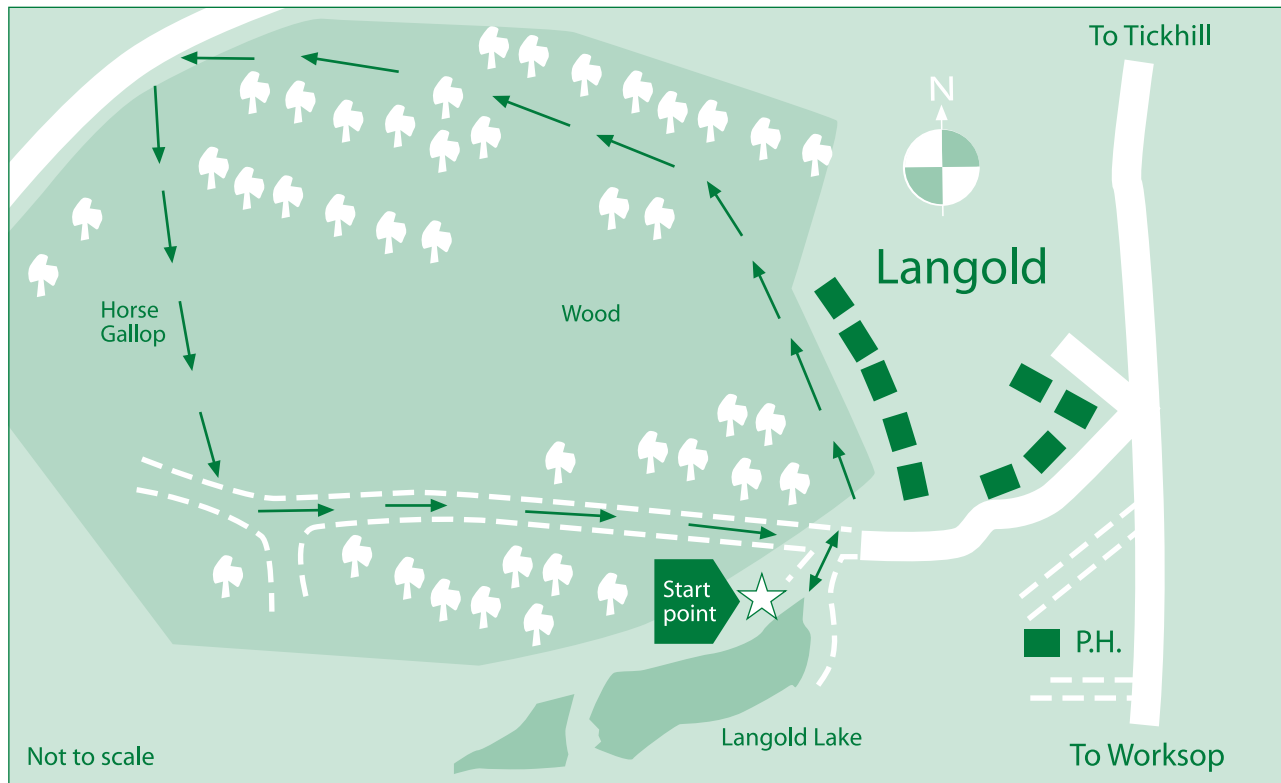 To Tickhill
N
Langold
Horse
Gallop
Wood
Start
point
P.H.
Langold Lake
Not to scale
To Worksop